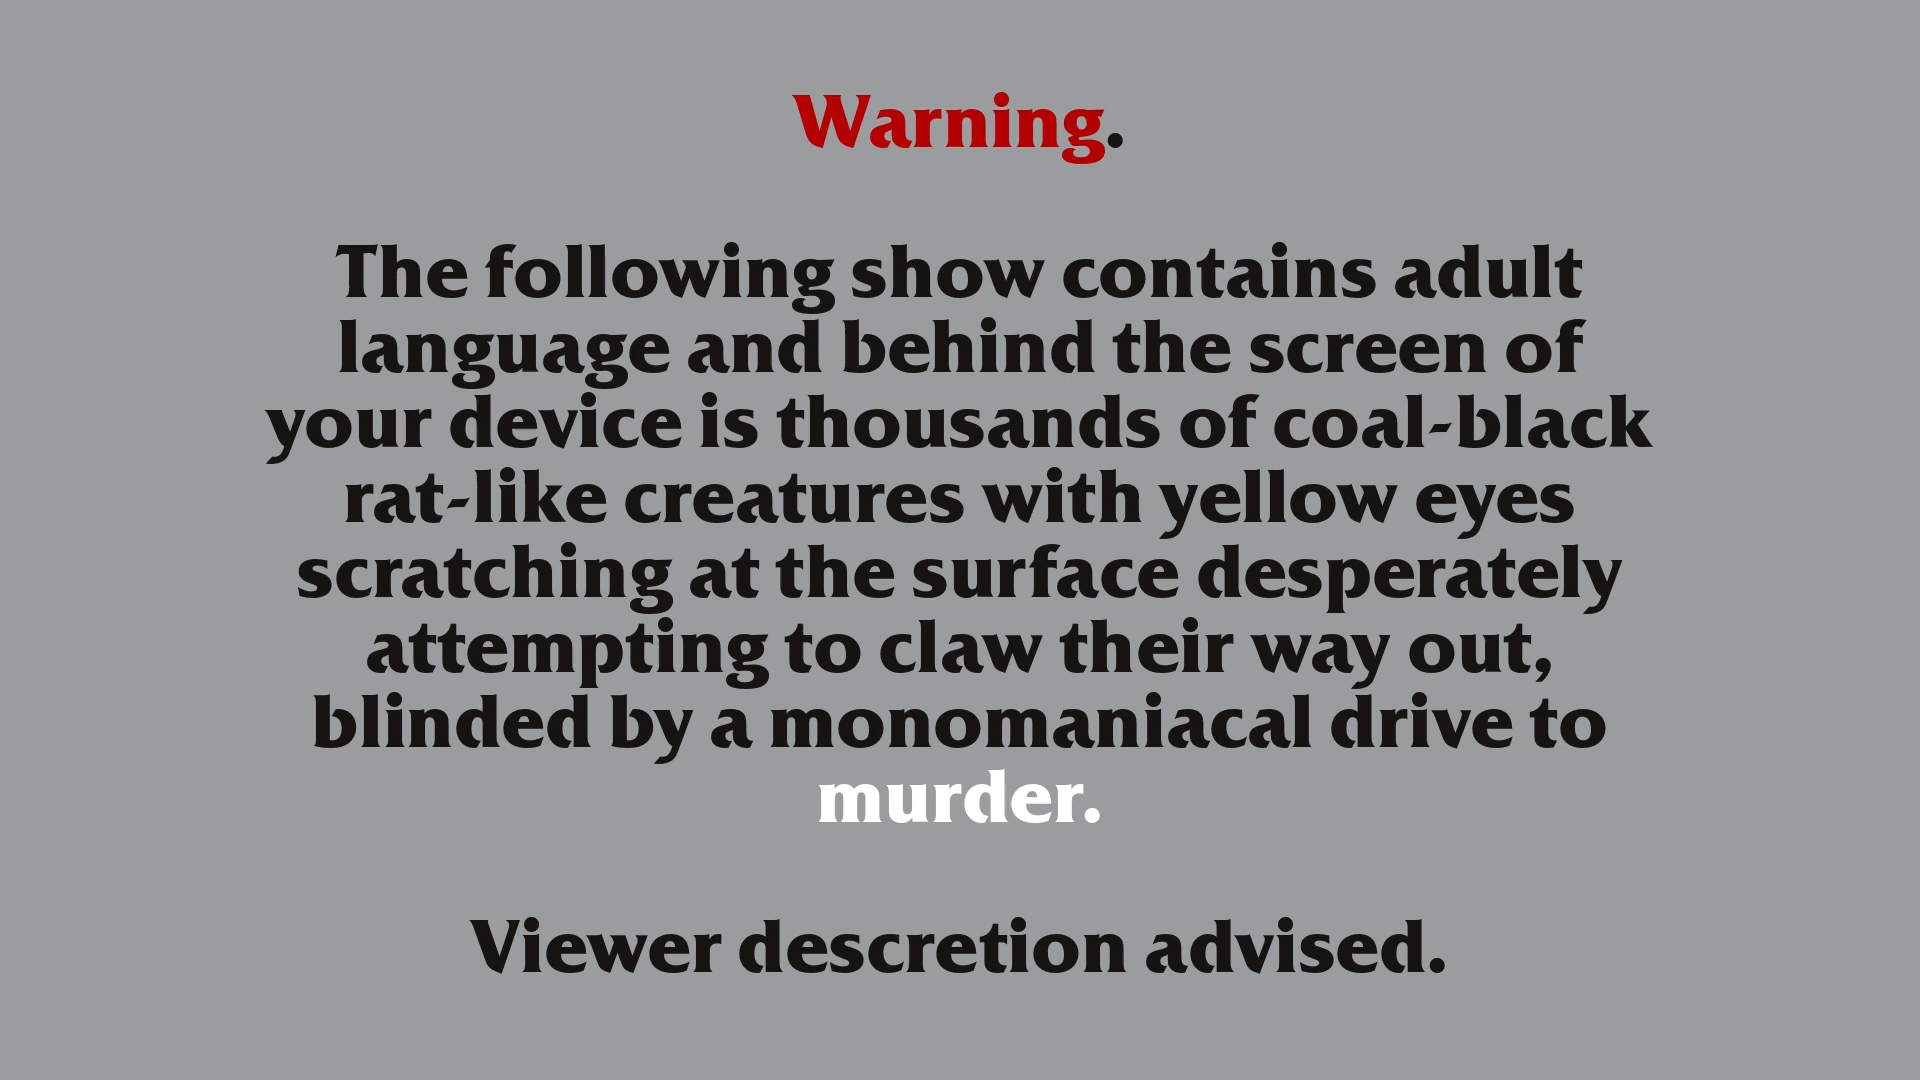 Warning.
The following show contains adult
language and behind the screen of
your device is thousands of coal-black
rat-like creatures with yellow eyes
scratching at the surface desperately
attempting to claw their way out,
blinded by a monomaniacal drive to
murder.
Viewer descretion advised.